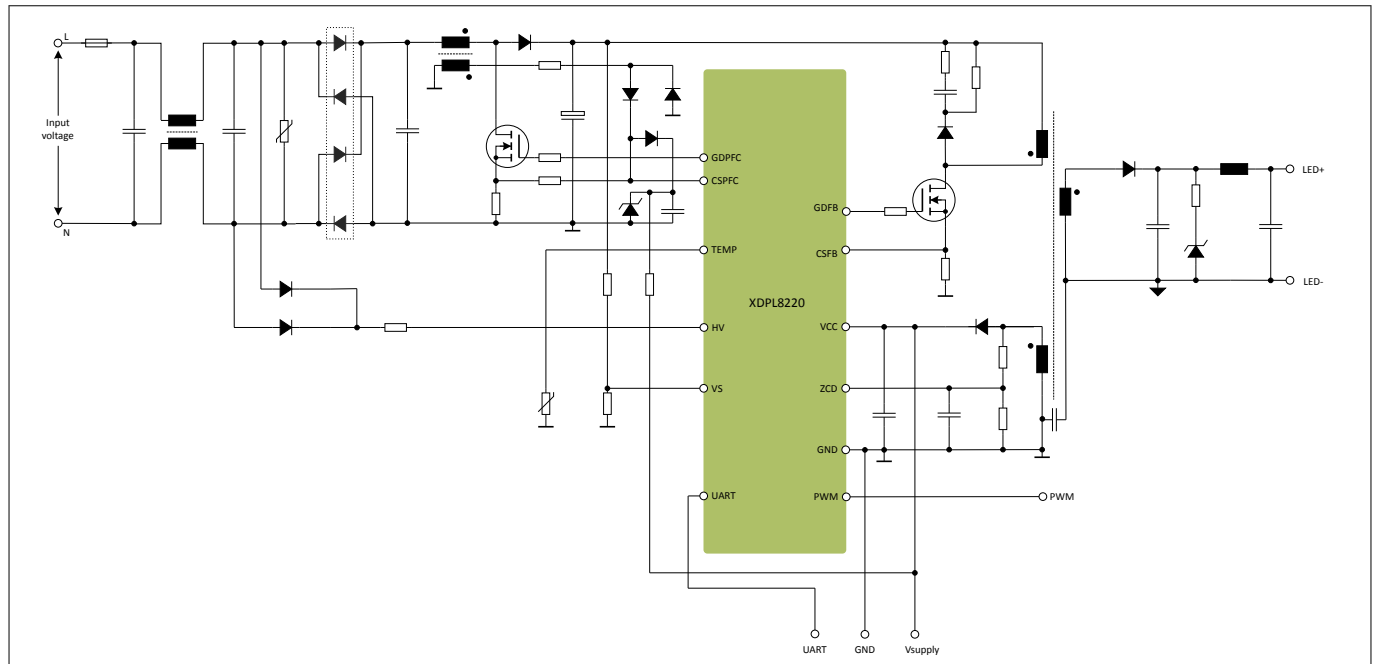 L
Input
voltage
N
GDPFC
CSPFC
TEMP
HV
VS
UART
XDPL8220
GDFB
CSFB
VCC
ZCD
GND
PWM
PWM
LED+
LED-
UART
GND
Vsupply